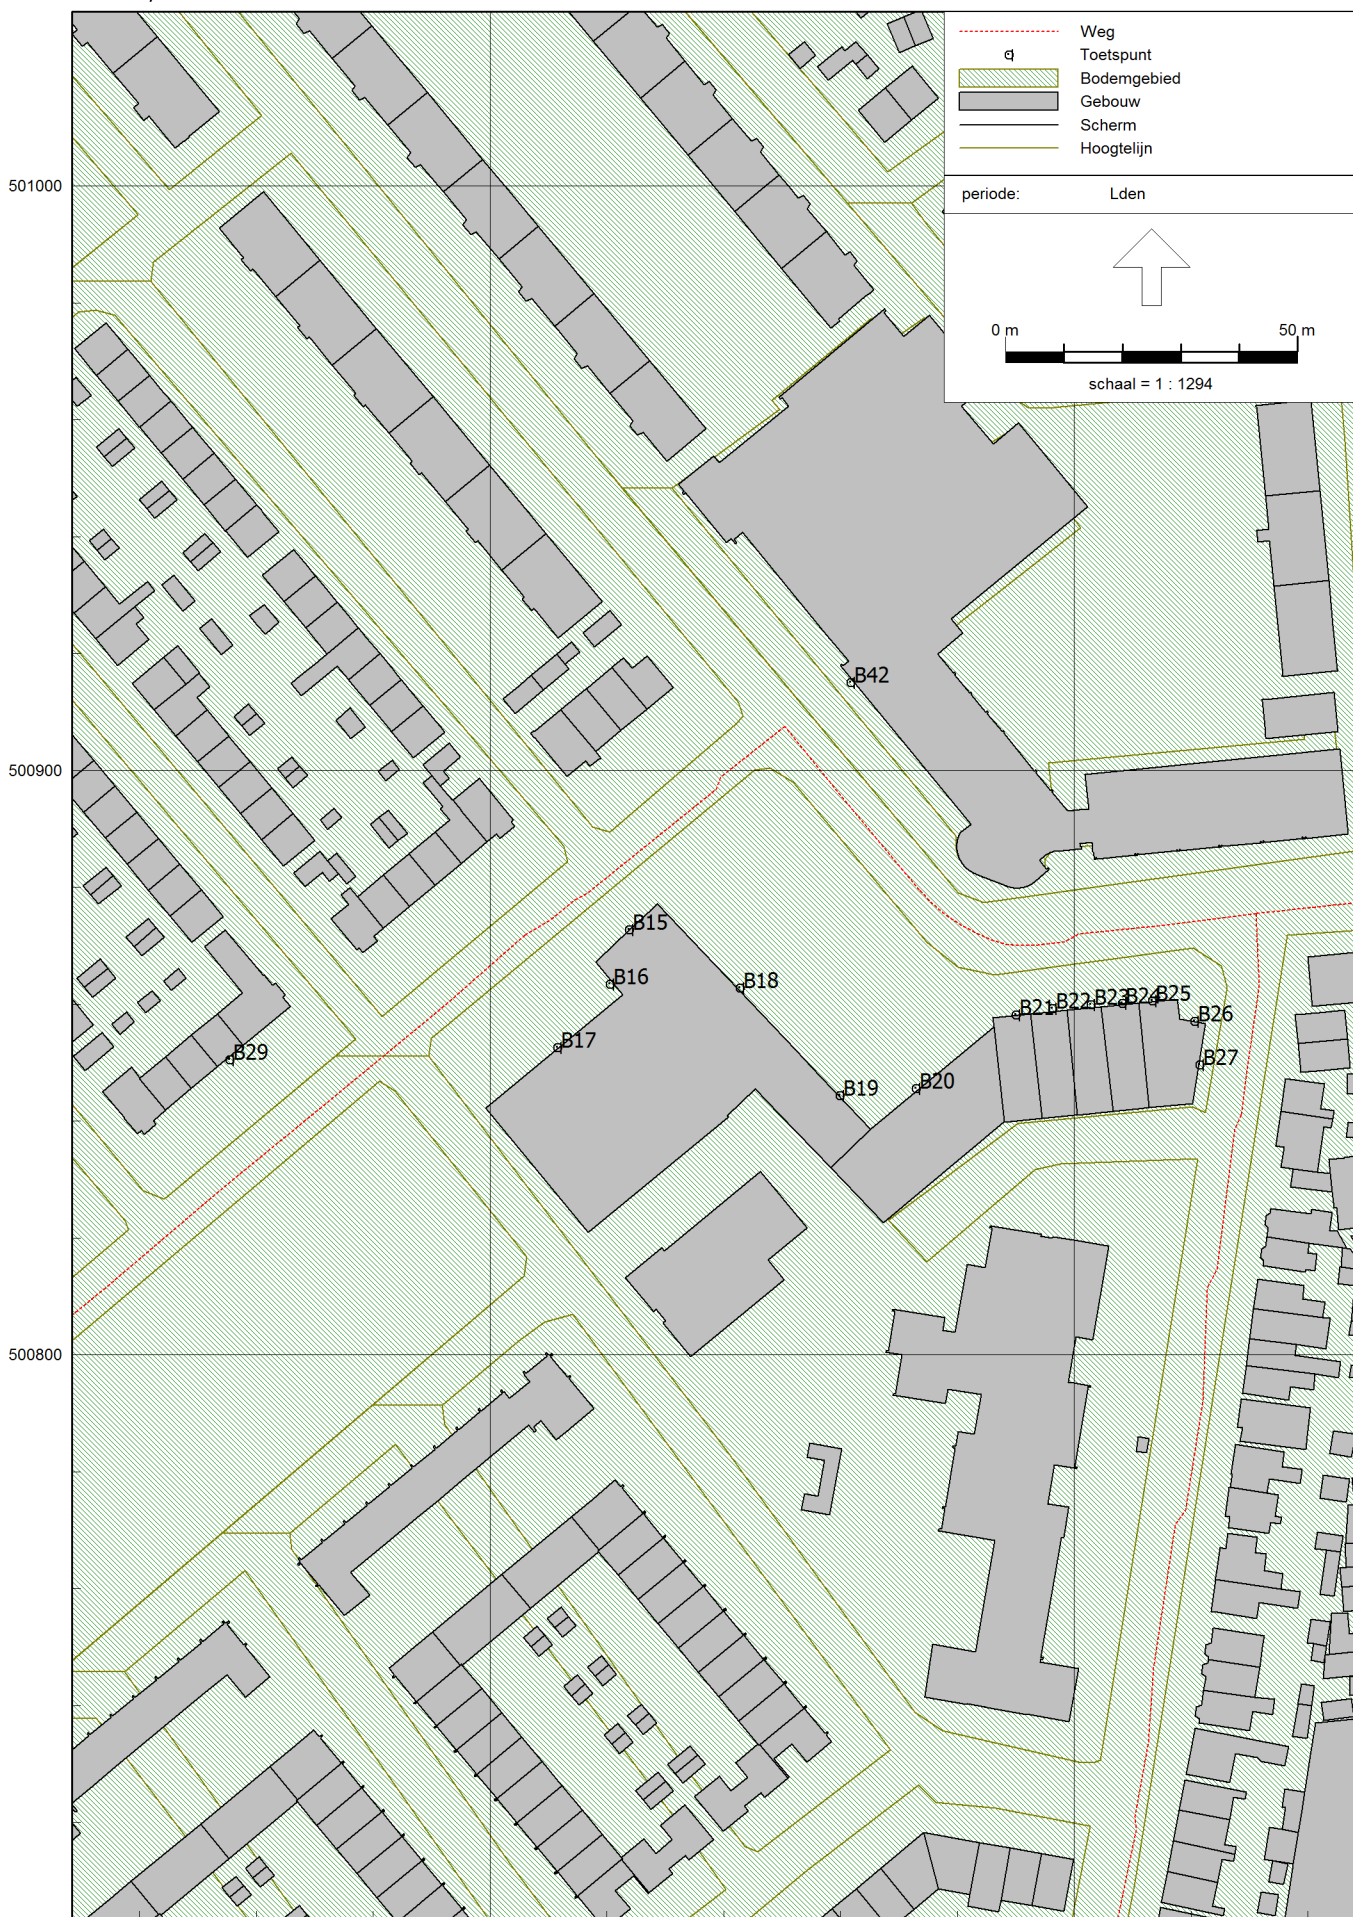 Weg
Toetspunt
Bodemgebied
Gebouw
Scherm
Hoogtelijn
periode: Lden
0 m 50 m
schaal = 1 : 1294
501000
500900
500800
B42
B15
B16
B18
B17
B29
B19
B20
B21
B22
B23
B24
B25
B26
B27